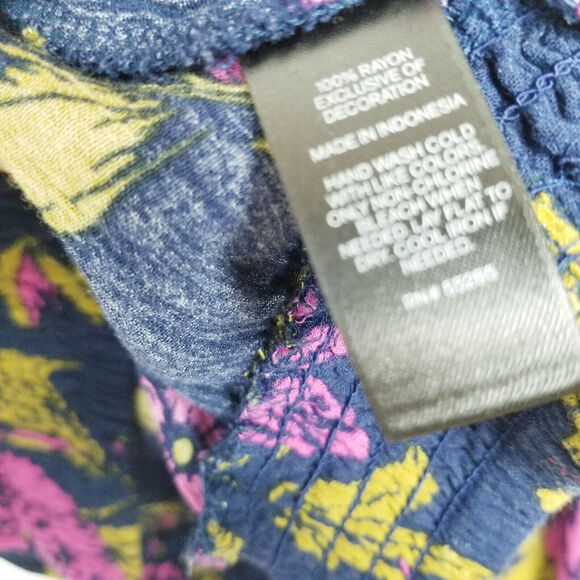 100% RAYON
EXCLUSIVE OF
DECORATION
MADE IN INDONESIA
HAND WASH COLD
WITH LIKE COLORS.
ONLY NON-CHLORINE
BLEACH WHEN
NEEDED. LAY FLAT TO
DRY. COOL IRON IF
NEEDED.
RN#